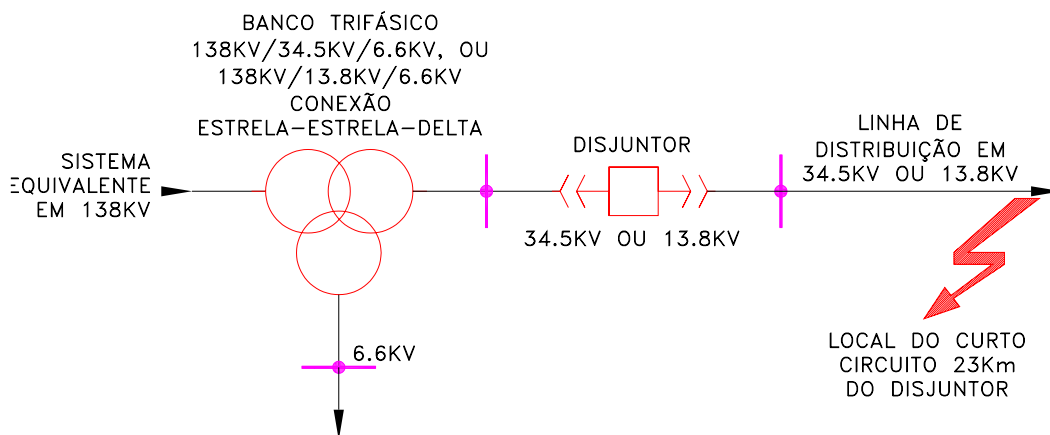 BANCO TRIFÁSICO
138KV/34.5KV/6.6KV, OU
138KV/13.8KV/6.6KV
CONEXÃO
ESTRELA-ESTRELA-DELTA
SISTEMA
EQUIVALENTE
EM 138KV
DISJUNTOR
34.5KV OU 13.8KV
LINHA DE
DISTRIBUIÇÃO EM
34.5KV OU 13.8KV
6.6KV
LOCAL DO CURTO
CIRCUITO 23Km
DO DISJUNTOR